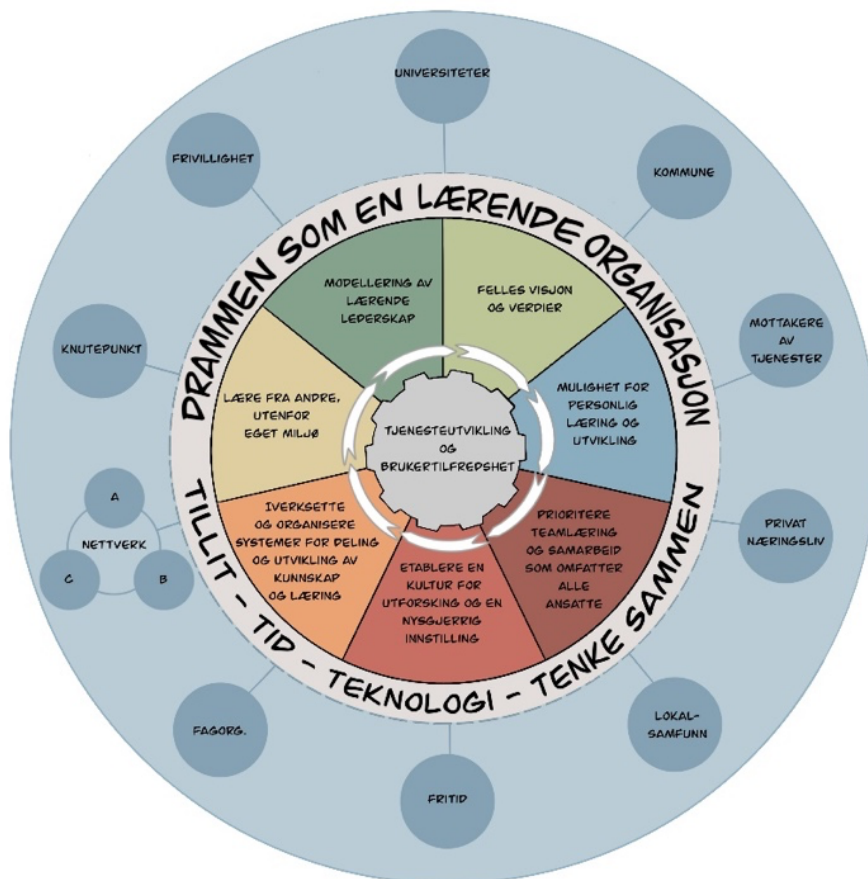 UNIVERSITETER
FRIVILLIGHET
KOMMUNE
DRAMMEN SOM EN LÆRENDE ORGANISASJON
MODELLERING AV
LÆRENDE
LEDERSKAP
FELLES VISJON
OG VERDIER
KNUTEPUNKT
MOTTAKERE
AV
TJENESTER
LÆRE FRA ANDRE,
UTENFOR
EGET MILJØ
MULIGHET FOR
PERSONLIG
LÆRING OG
UTVIKLING
TJENESTEUTVIKLING
OG
BRUKERTILFREDSHET
A
NETTVERK
C
B
IVERKSETTE
OG ORGANISERE
SYSTEMER FOR DELING
OG UTVIKLING AV
KUNNSKAP
OG LÆRING
ETABLERE EN
KULTUR FOR
UTFORSKING OG EN
NYSGJERRIG
INNSTILLING
PRIORITERE
TEAMLÆRING
OG SAMARBEID
SOM OMFATTER
ALLE
ANSATTE
PRIVAT
NÆRINGSLIV
TILLIT - TID - TEKNOLOGI - TENKE SAMMEN
FAGORG.
LOKAL-
SAMFUNN
FRITID